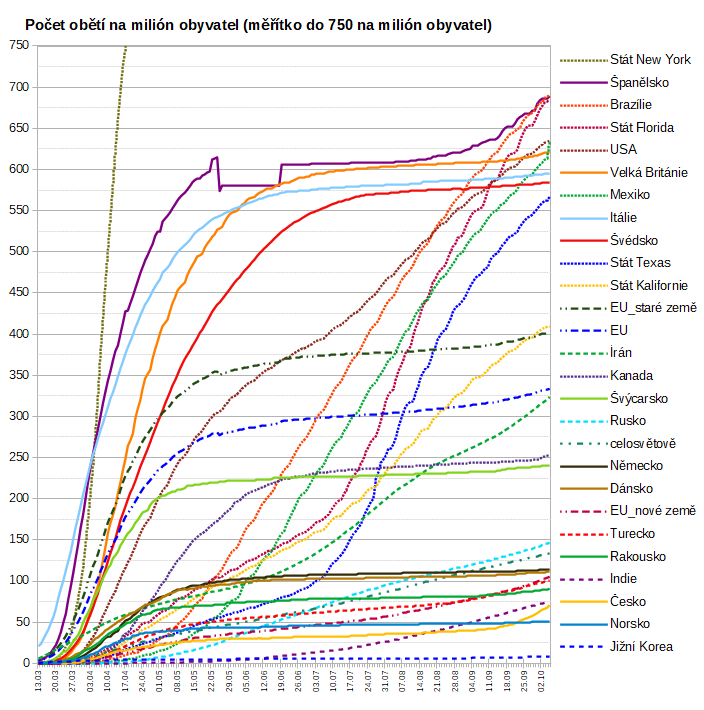 Počet obětí na milión obyvatel (měřítko do 750 na milión obyvatel)
750
700
650
600
550
500
450
400
350
300
250
200
150
100
50
0
13.03
20.03
27.03
03.04
10.04
17.04
24.04
01.05
08.05
15.05
22.05
29.05
05.06
12.06
19.06
26.06
03.07
10.07
17.07
24.07
31.07
07.08
14.08
21.08
28.08
04.09
11.09
18.09
25.09
02.10
Stát New York
Španělsko
Brazílie
Stát Florida
USA
Velká Británie
Mexiko
Itálie
Švédsko
Stát Texas
Stát Kalifornie
EU_staré země
EU
Írán
Kanada
Švýcarsko
Rusko
celosvětově
Německo
Dánsko
EU_nové země
Turecko
Rakousko
Indie
Česko
Norsko
Jižní Korea